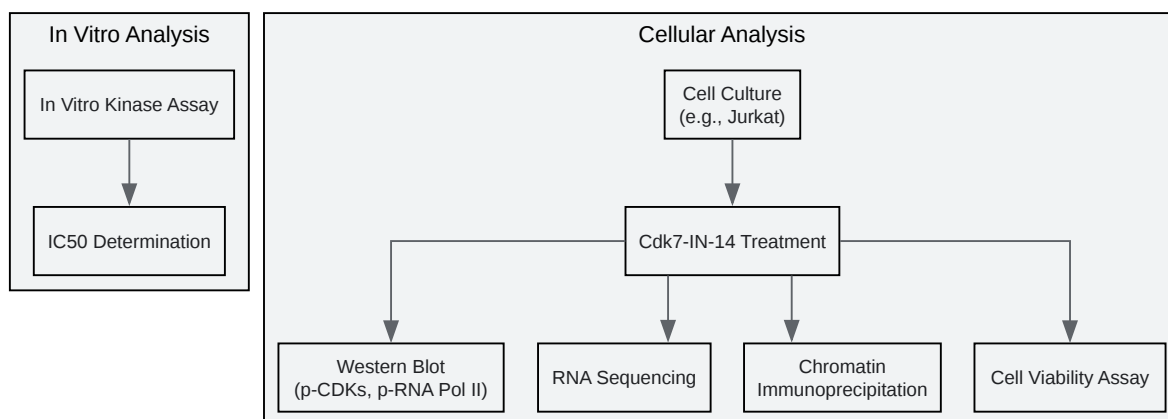 In Vitro Analysis
In Vitro Kinase Assay
IC50 Determination
Cellular Analysis
Cell Culture
(e.g., Jurkat)
Cdk7-IN-14 Treatment
Western Blot
(p-CDKs, p-RNA Pol II)
RNA Sequencing
Chromatin
Immunoprecipitation
Cell Viability Assay